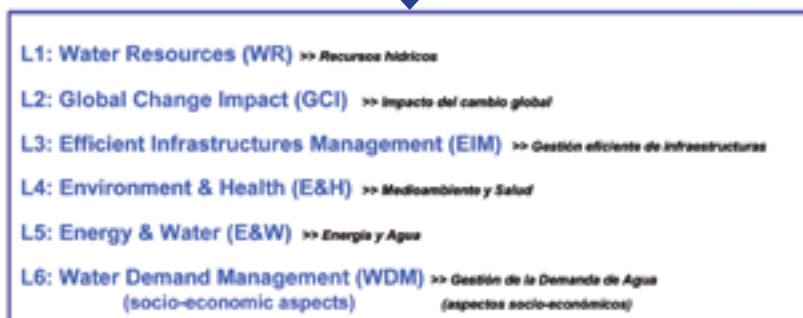 L1: Water Resources (WR) >> Recursos hídricos
L2: Global Change Impact (GCI) >> Impacto del cambio global
L3: Efficient Infrastructures Management (EIM) >> Gestión eficiente de infraestructuras
L4: Environment & Health (E&H) >> Medioambiente y Salud
L5: Energy & Water (E&W) >> Energía y Agua
L6: Water Demand Management (WDM) >> Gestión de la Demanda de Agua
(socio-economic aspects) (aspectos socio-económicos)